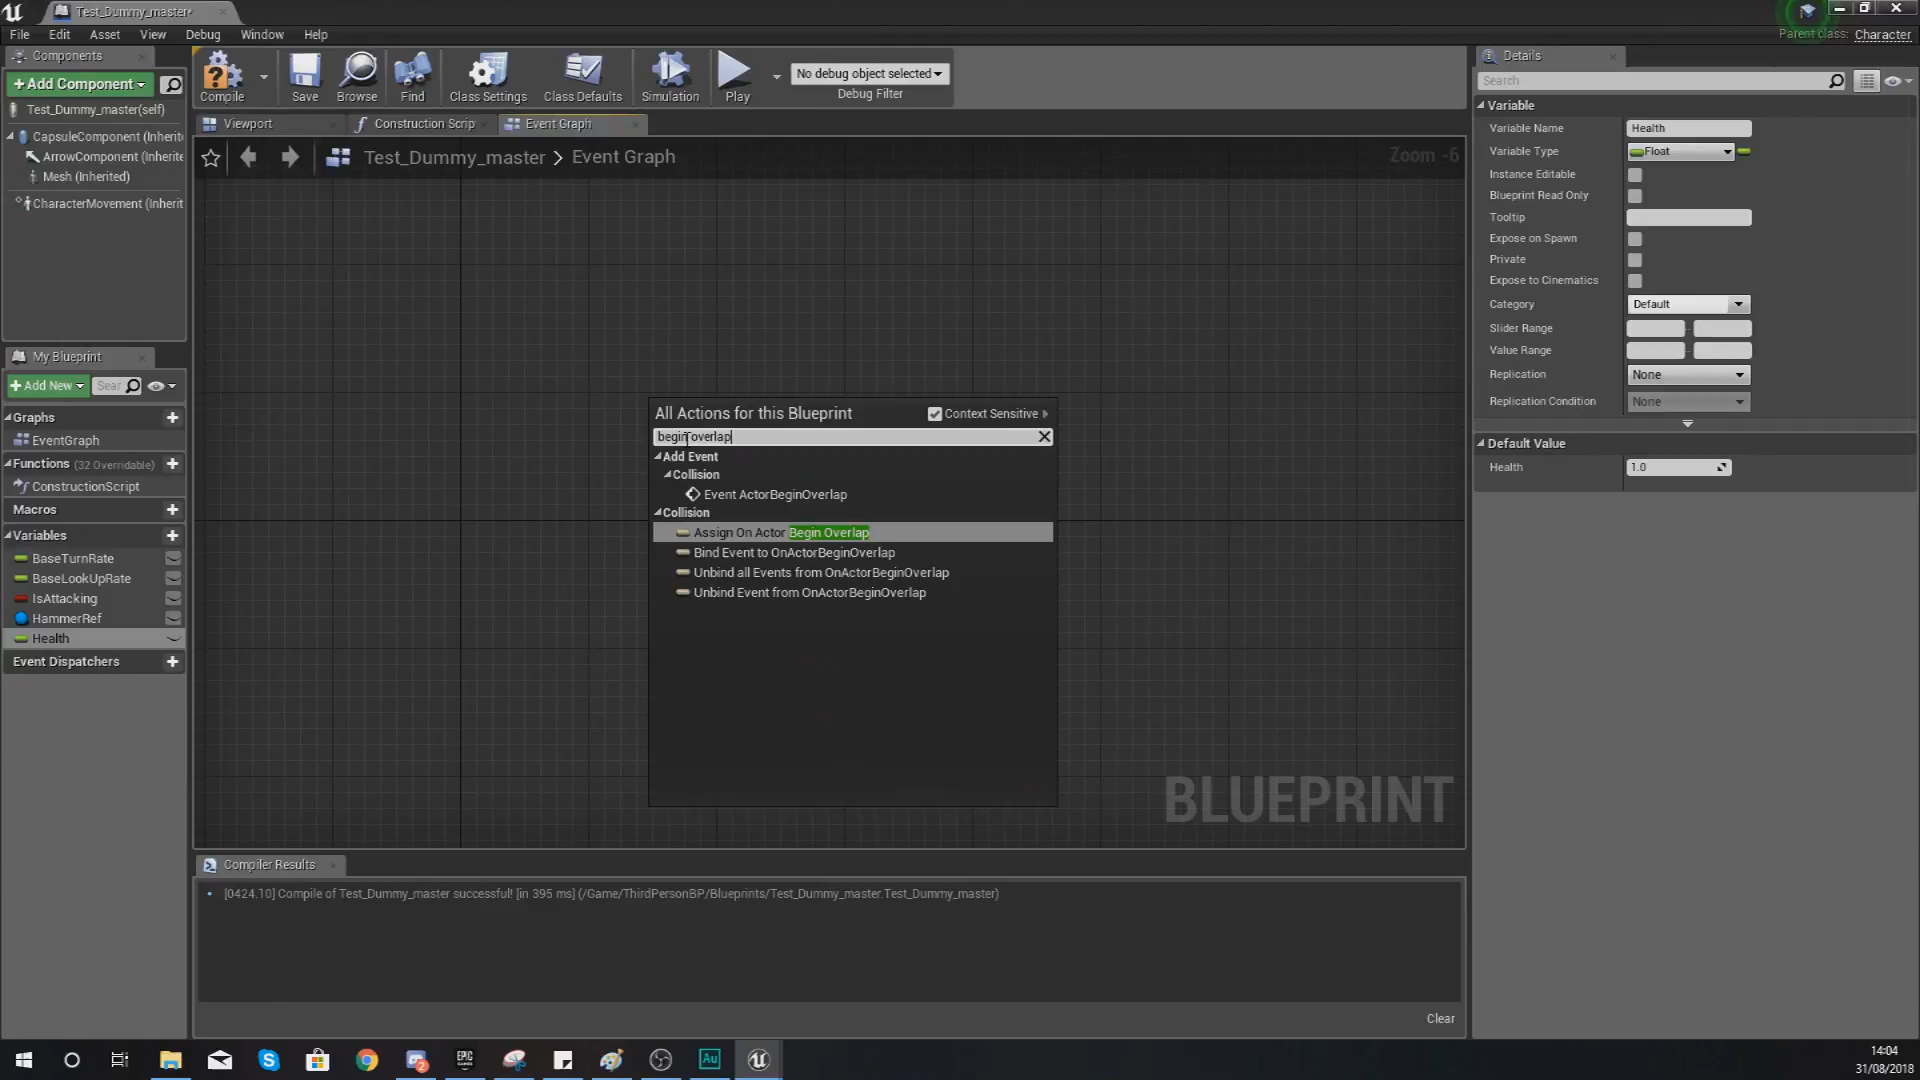 Test_Dummy_master*
File Edit Asset View Debug Window Help
Parent class: Character
Components
+Add Component
Test_Dummy_master(self)
CapsuleComponent (Inherit
ArrowComponent (Inherite
Mesh (Inherited)
CharacterMovement (Inherit
Compile Save Browse Find Class Settings Class Defaults Simulation Play
No debug object selected
Debug Filter
Viewport Construction Scrip Event Graph
Test_Dummy_master > Event Graph
Zoom -6
All Actions for this Blueprint
Context Sensitive
begin overlap
Add Event
Collision
Event ActorBeginOverlap
Collision
Assign On Actor Begin Overlap
Bind Event to OnActorBeginOverlap
Unbind all Events from OnActorBeginOverlap
Unbind Event from OnActorBeginOverlap
BLUEPRINT
My Blueprint
+Add New Sear
Graphs
EventGraph
Functions (32 Overridable)
ConstructionScript
Macros
Variables
BaseTurnRate
BaseLookUpRate
IsAttacking
HammerRef
Health
Event Dispatchers
Compiler Results
[0424.10] Compile of Test_Dummy_master successful! [in 395 ms] (/Game/ThirdPersonBP/Blueprints/Test_Dummy_master.Test_Dummy_master)
Clear
Details
Search
Variable
Variable Name Health
Variable Type Float
Instance Editable
Blueprint Read Only
Tooltip
Expose on Spawn
Private
Expose to Cinematics
Category Default
Slider Range
Value Range
Replication None
Replication Condition None
Default Value
Health 1.0
EPIC GAMES
Au
2
14:04
31/08/2018